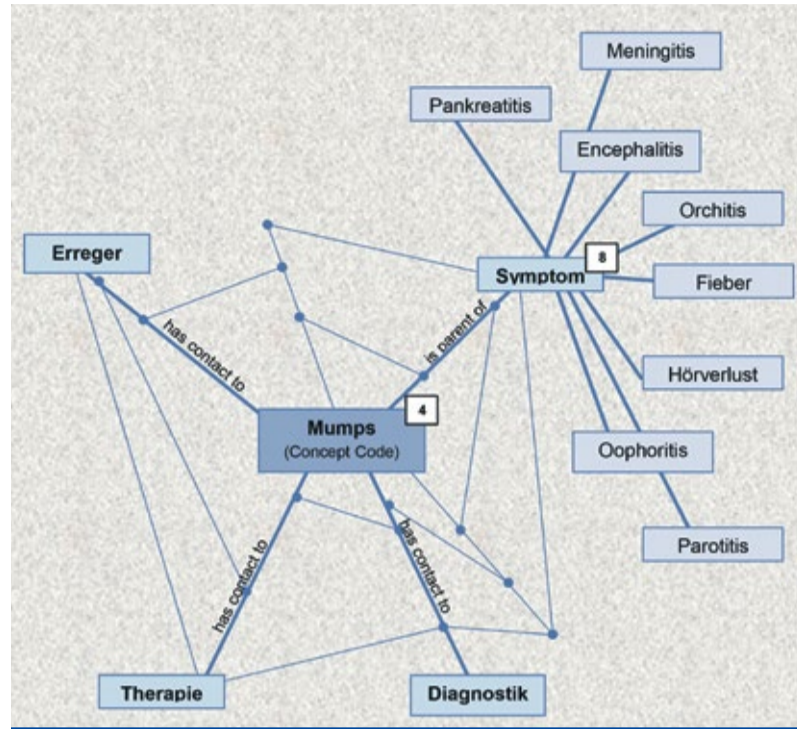 Meningitis
Pankreatitis
Encephalitis
Orchitis
Erreger
8
Symptom
Fieber
has contact to
is parent of
Hörverlust
4
Mumps
(Concept Code)
Oophoritis
has contact to
has contact to
Parotitis
Therapie
Diagnostik